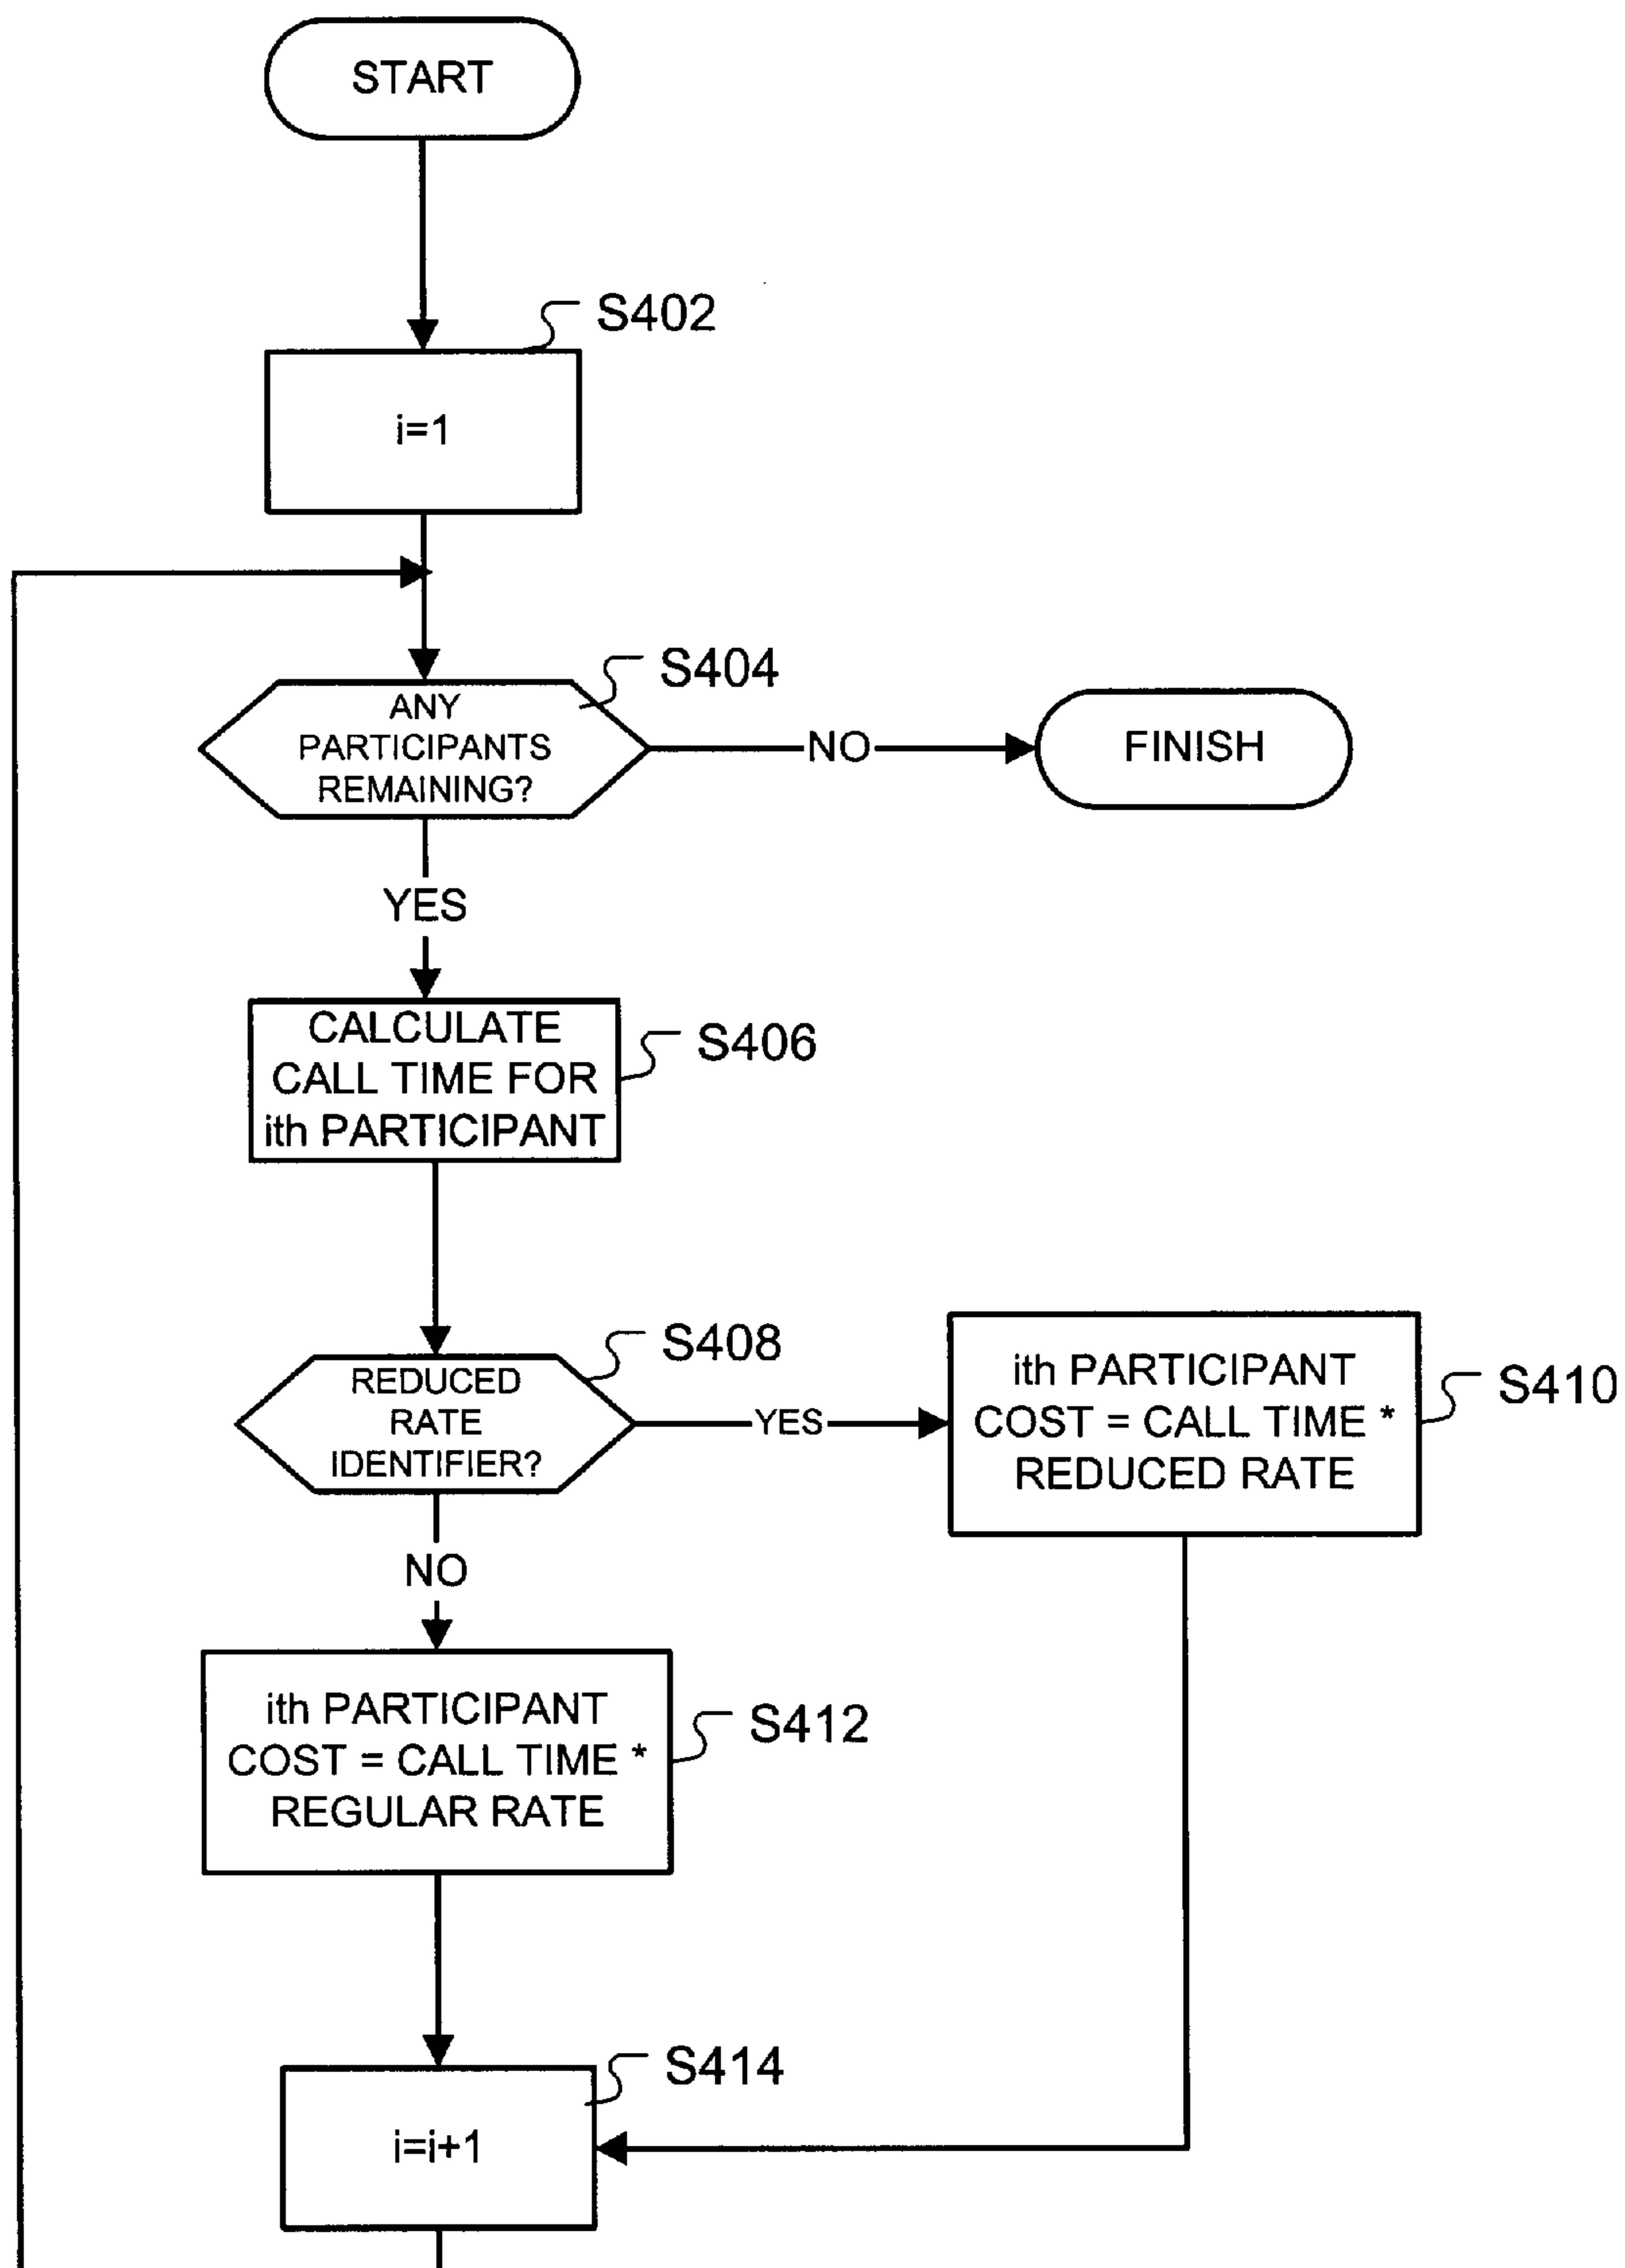 START
S402
i=1
S404
ANY
PARTICIPANTS
REMAINING?
NO
FINISH
YES
CALCULATE
CALL TIME FOR
ith PARTICIPANT
S406
S408
REDUCED
RATE
IDENTIFIER?
YES
ith PARTICIPANT
COST = CALL TIME *
REDUCED RATE
S410
NO
ith PARTICIPANT
COST = CALL TIME *
REGULAR RATE
S412
S414
i=i+1